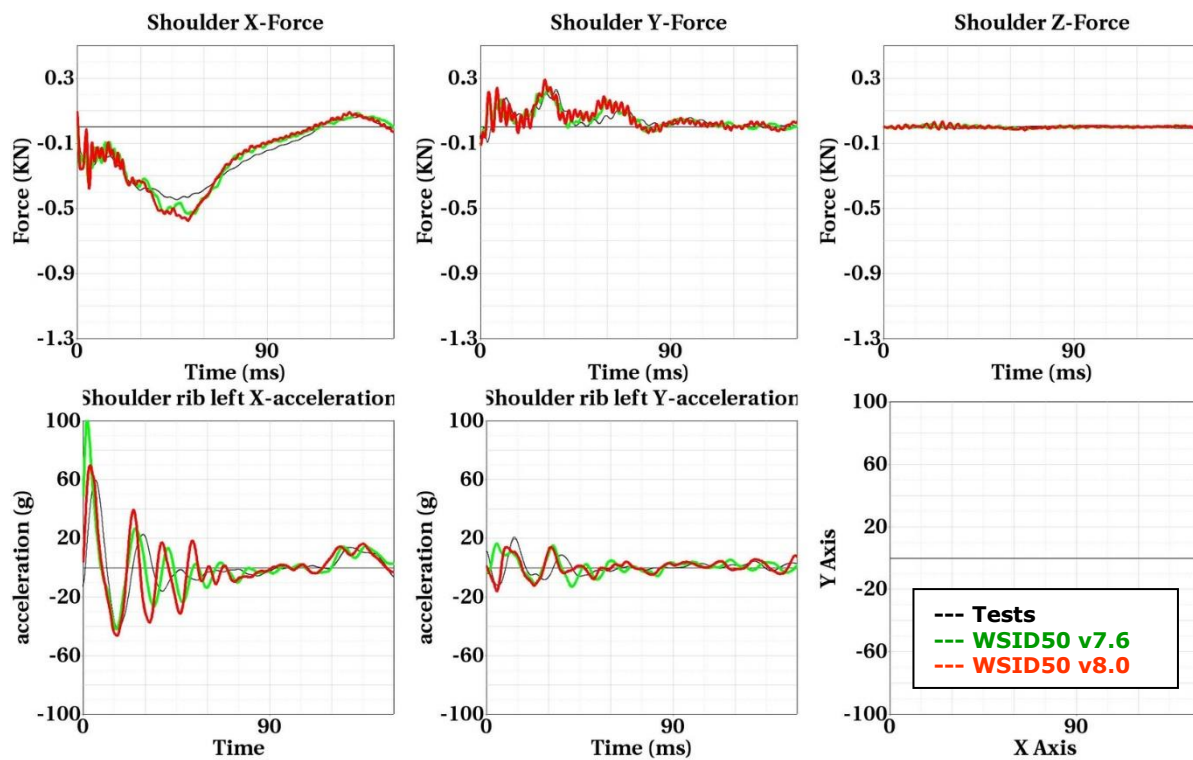 Shoulder X-Force
Force (KN)
0.3
-0.1
-0.5
-0.9
-1.3
0
90
Time (ms)
Shoulder Y-Force
Force (KN)
0.3
-0.1
-0.5
-0.9
-1.3
0
90
Time (ms)
Shoulder Z-Force
Force (KN)
0.3
-0.1
-0.5
-0.9
-1.3
0
90
Time (ms)
Shoulder rib left X-acceleration
acceleration (g)
100
60
20
-20
-60
-100
0
90
Time
Shoulder rib left Y-acceleration
acceleration (g)
100
60
20
-20
-60
-100
0
90
Time (ms)
Y Axis
100
60
20
-20
-60
-100
0
90
X Axis
--- Tests
--- WSID50 v7.6
--- WSID50 v8.0